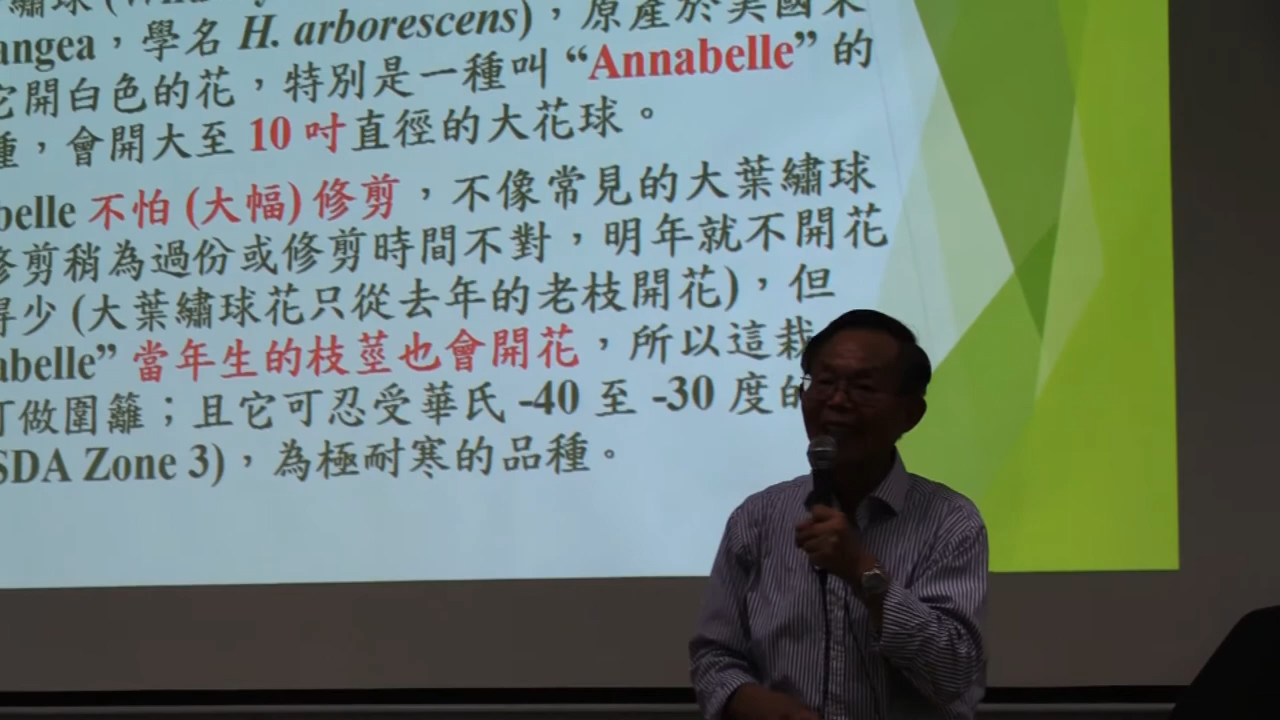 繡球
angea，學名 H. arborescens)，原產於美國東
它開白色的花，特別是一種叫 “Annabelle” 的
種，會開大至 10 吋直徑的大花球。
belle 不怕 (大幅) 修剪，不像常見的大葉繡球
修剪稍為過份或修剪時間不對，明年就不開花
得少 (大葉繡球花只從去年的老枝開花)，但
abelle” 當年生的枝莖也會開花，所以這栽
可做圍籬；且它可忍受華氏 -40 至 -30 度的
SDA Zone 3)，為極耐寒的品種。